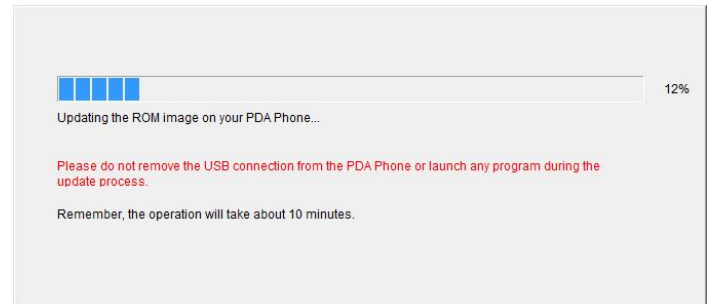 12%
Updating the ROM image on your PDA Phone...
Please do not remove the USB connection from the PDA Phone or launch any program during the
update process.
Remember, the operation will take about 10 minutes.